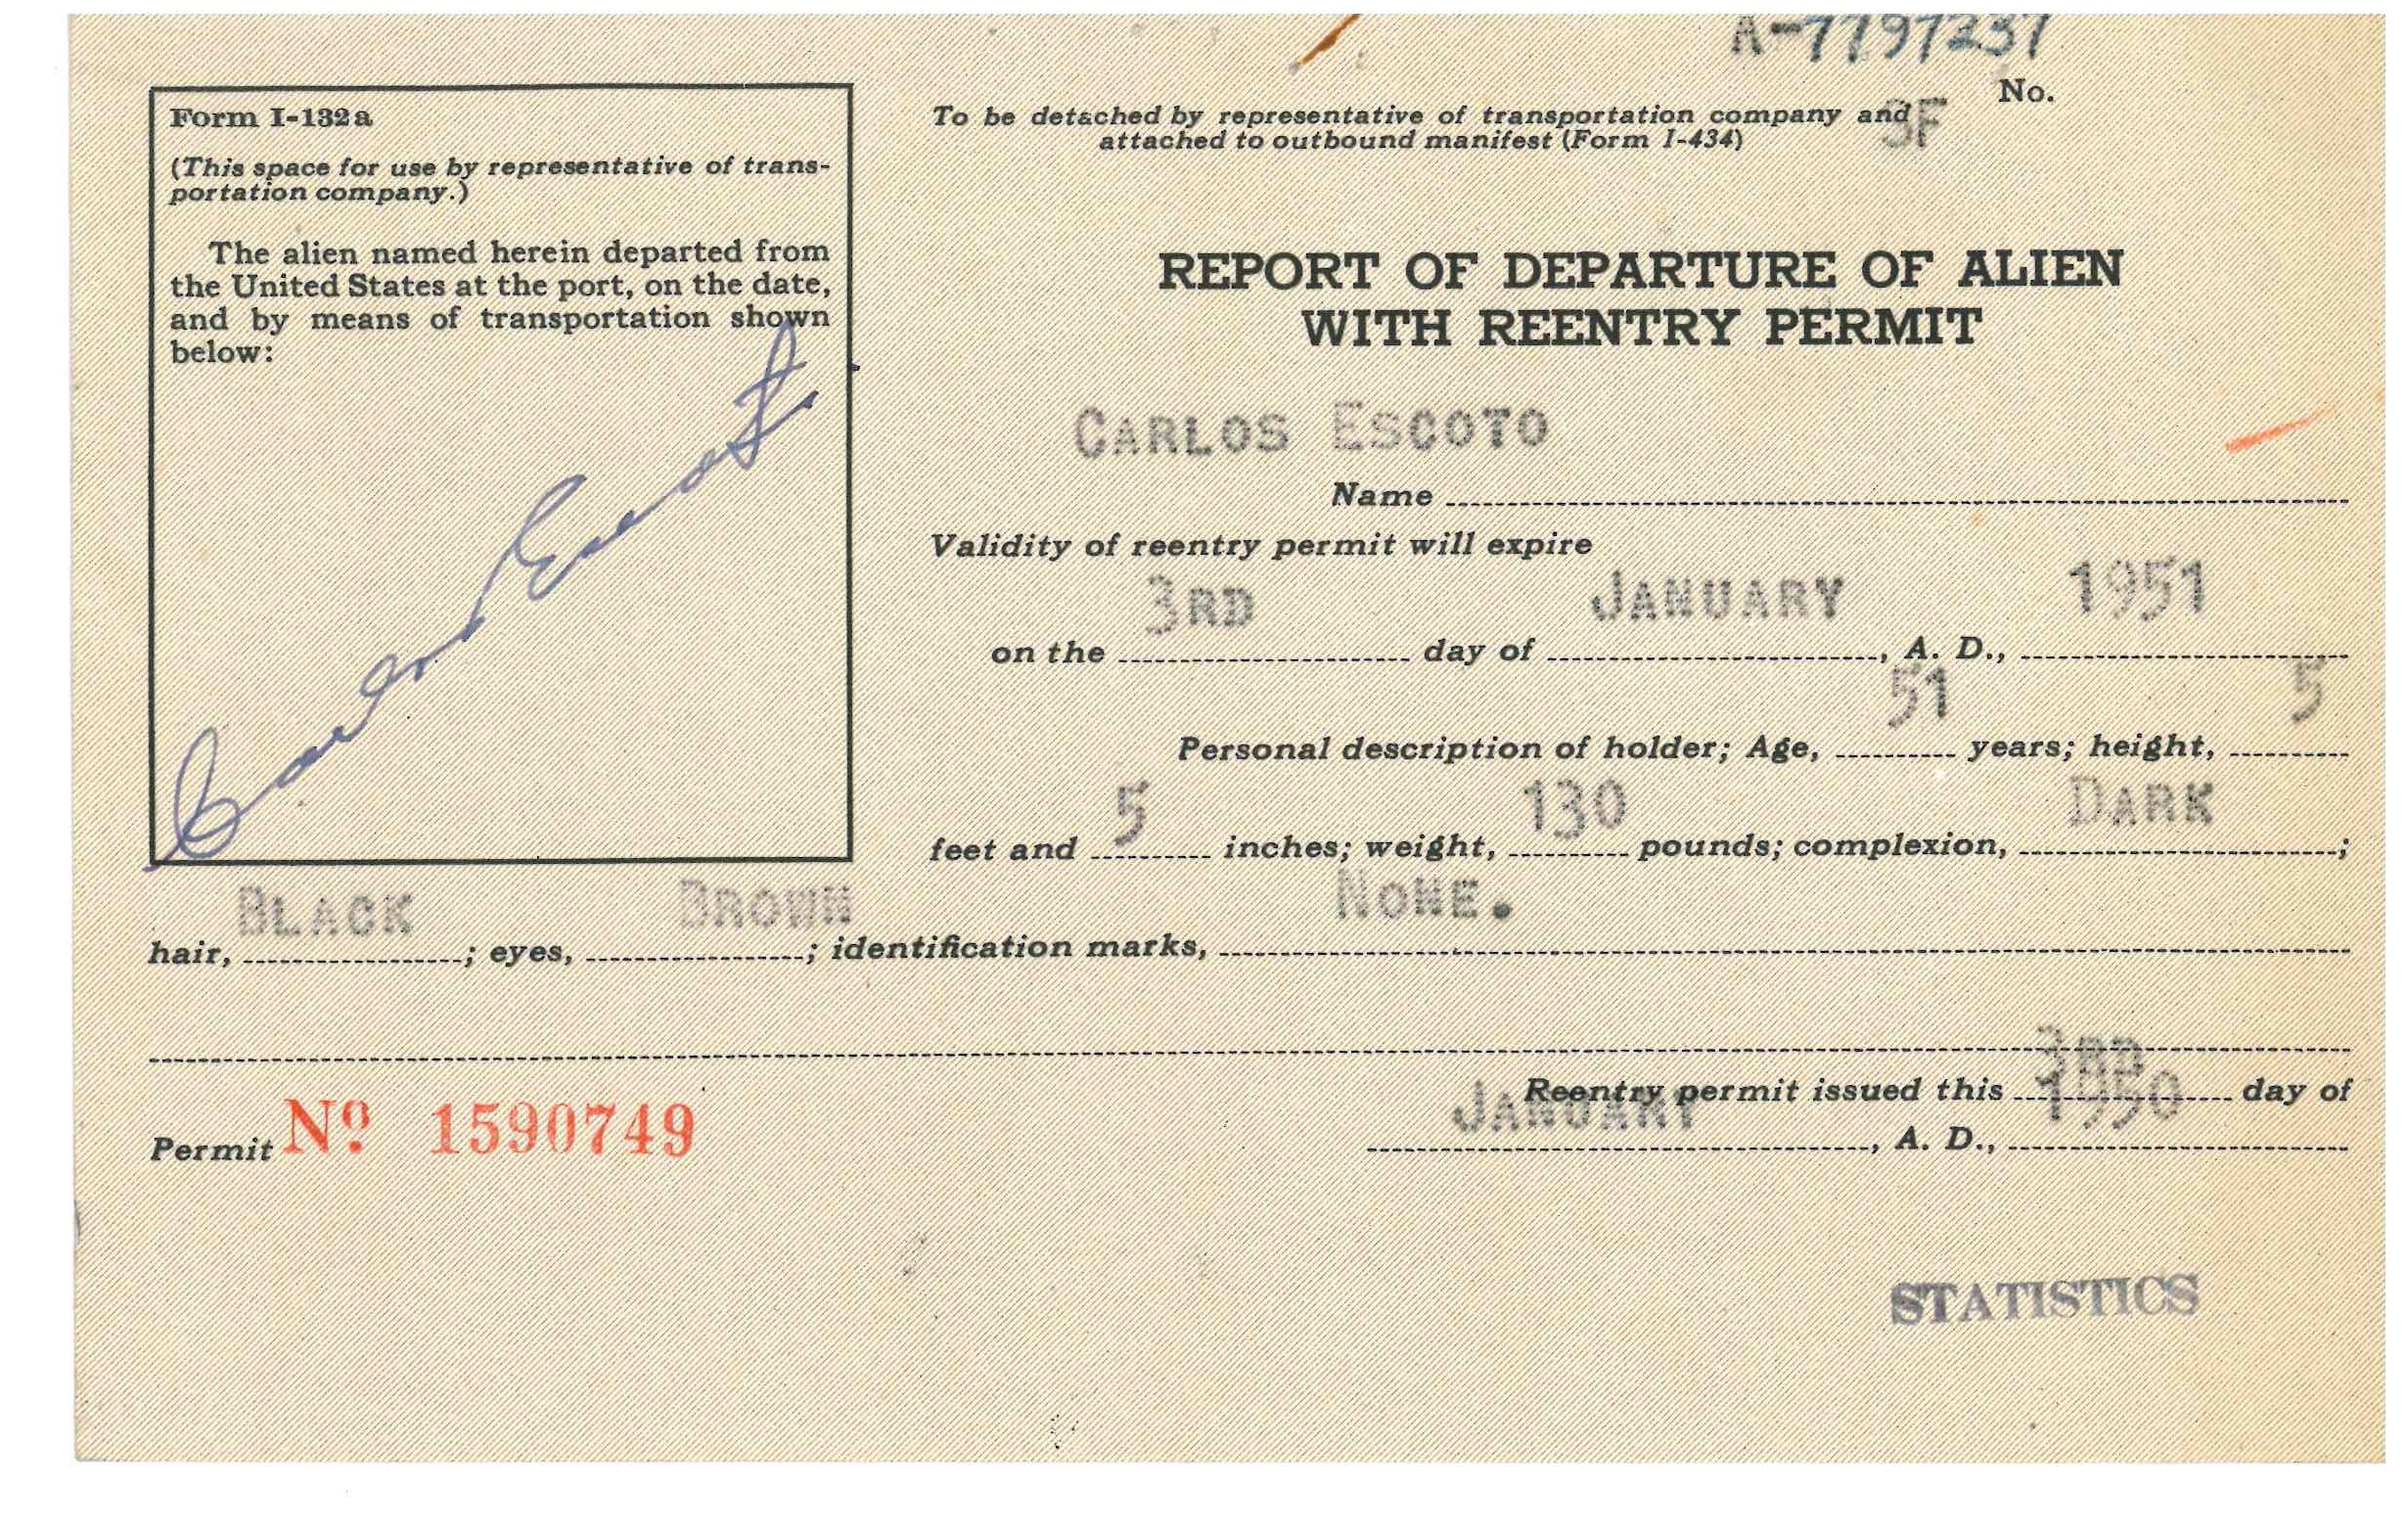 A-7797237
No.
Form I-132a
(This space for use by representative of trans-
portation company.)
The alien named herein departed from
the United States at the port, on the date,
and by means of transportation shown
below:
Carlos Escoto
To be detached by representative of transportation company and
attached to outbound manifest (Form I-434)
SF
REPORT OF DEPARTURE OF ALIEN
WITH REENTRY PERMIT
CARLOS ESCOTO
Name
Validity of reentry permit will expire
3RD JANUARY 1951
on the day of , A. D.,
51 5
Personal description of holder; Age, years; height,
5 130 DARK
feet and inches; weight, pounds; complexion, ;
BLACK BROWN NONE.
hair, ; eyes, ; identification marks,
3RD
Reentry permit issued this day of
JANUARY 1950
, A. D.,
Permit Nº 1590749
STATISTICS